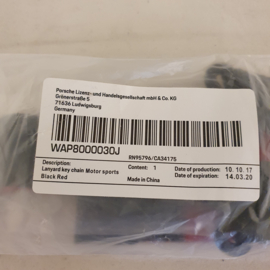 Porsche Lizenz- und Handelsgesellschaft mbH & Co. KG
Grönerstraße 5
71636 Ludwigsburg
Germany
WAP8000030J
RN95796/CA34175
Description:
Content: 1
Date of production: 10.10.17
Lanyard key chain Motor sports
Date of expiration: 14.03.20
Black Red
Made in China